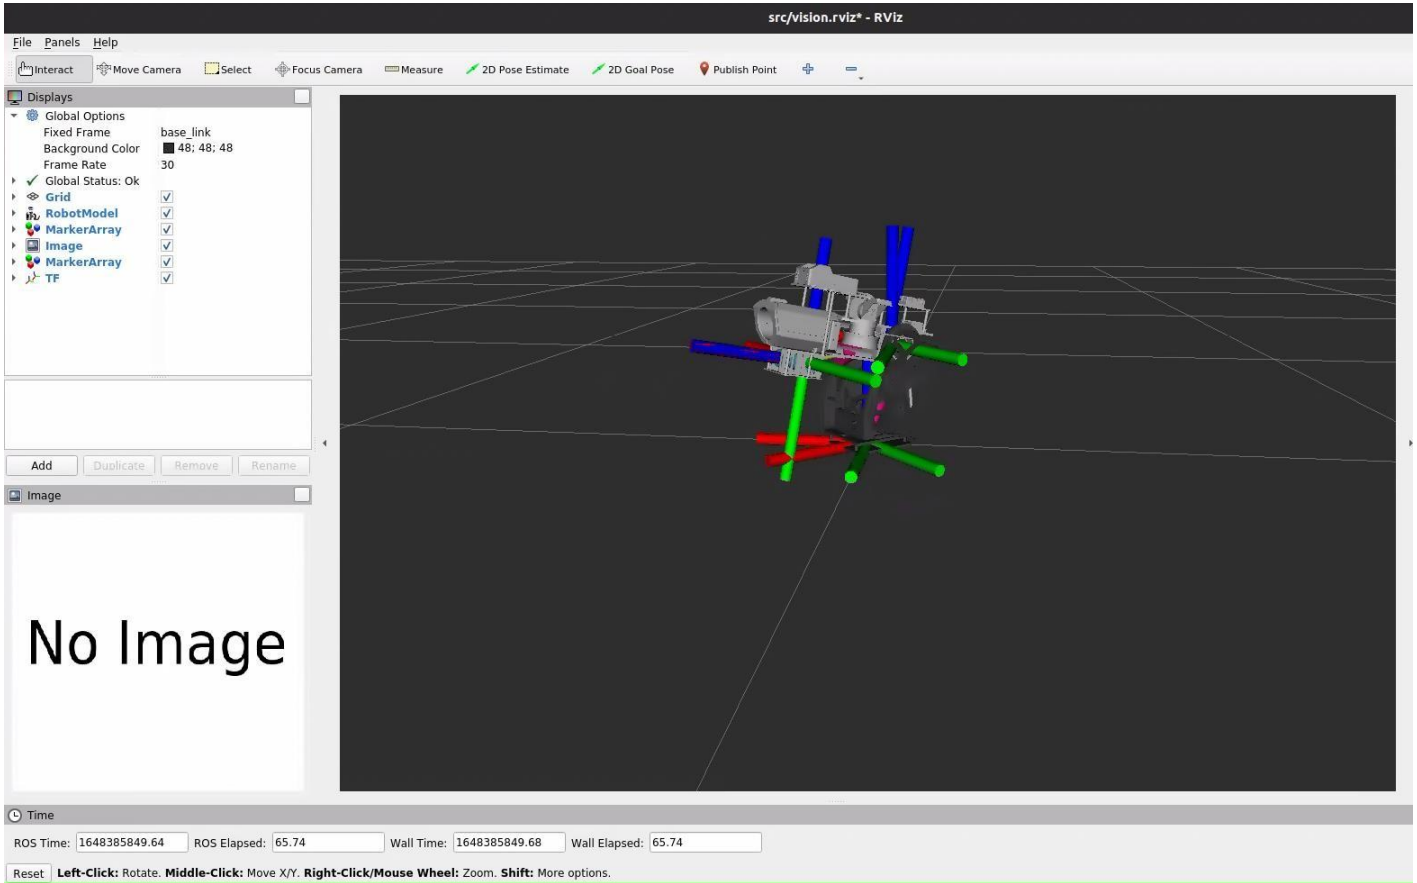 src/vision.rviz* - RViz
File Panels Help
Interact Move Camera Select Focus Camera Measure 2D Pose Estimate 2D Goal Pose Publish Point
Displays
Global Options
Fixed Frame base_link
Background Color 48; 48; 48
Frame Rate 30
Global Status: Ok
Grid
RobotModel
MarkerArray
Image
MarkerArray
TF
Add Duplicate Remove Rename
Image
No Image
Time
ROS Time: 1648385849.64 ROS Elapsed: 65.74 Wall Time: 1648385849.68 Wall Elapsed: 65.74
Reset Left-Click: Rotate. Middle-Click: Move X/Y. Right-Click/Mouse Wheel: Zoom. Shift: More options.